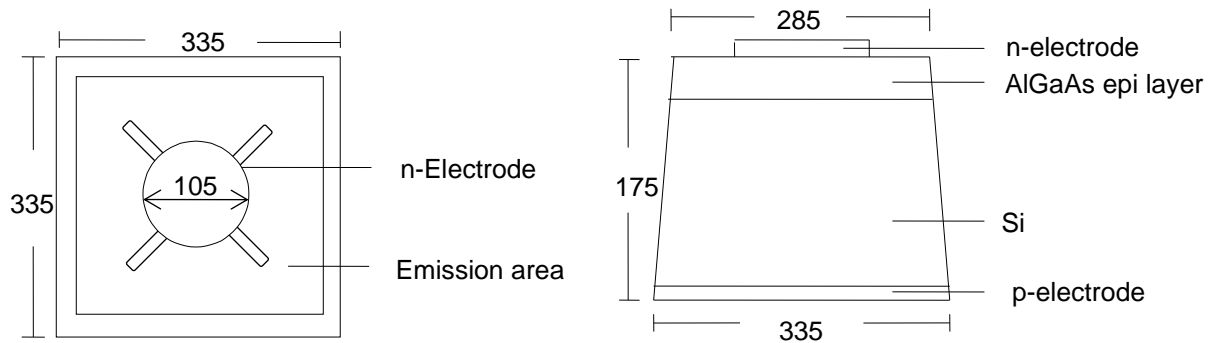 335
335
n-Electrode
105
Emission area
285
n-electrode
AlGaAs epi layer
175
Si
p-electrode
335